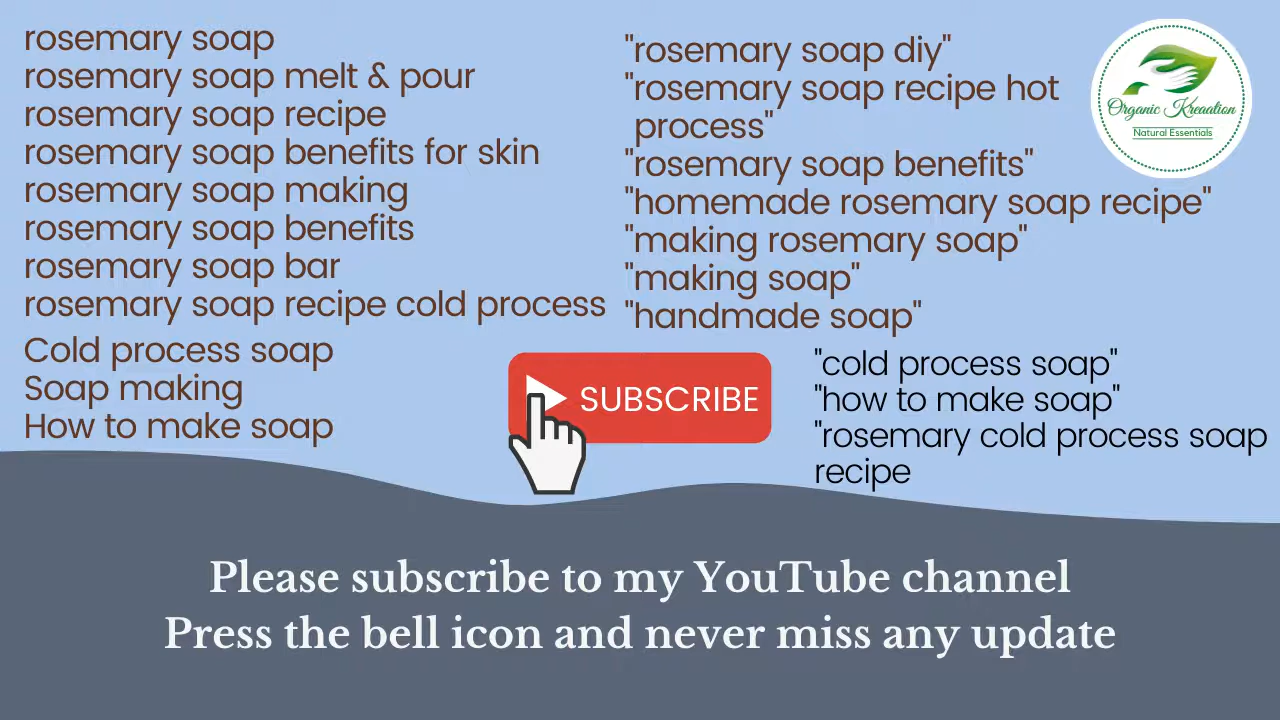 rosemary soap
rosemary soap melt & pour
rosemary soap recipe
rosemary soap benefits for skin
rosemary soap making
rosemary soap benefits
rosemary soap bar
rosemary soap recipe cold process
Cold process soap
Soap making
How to make soap
"rosemary soap diy"
"rosemary soap recipe hot
process"
"rosemary soap benefits"
"homemade rosemary soap recipe"
"making rosemary soap"
"making soap"
"handmade soap"
Organic Kreation
Natural Essentials
SUBSCRIBE
"cold process soap"
"how to make soap"
"rosemary cold process soap
recipe
Please subscribe to my YouTube channel
Press the bell icon and never miss any update